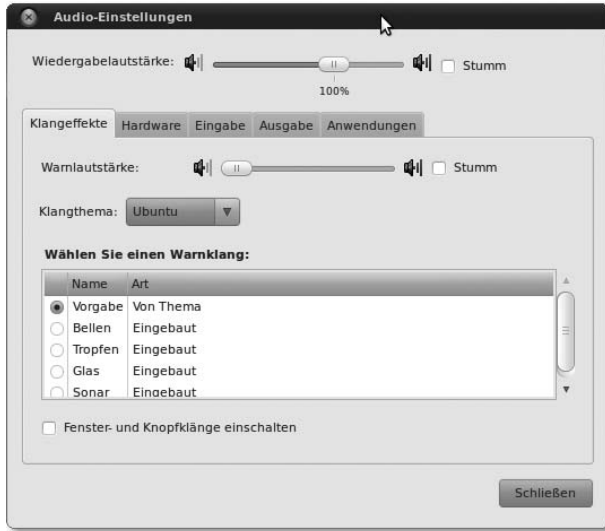 Audio-Einstellungen
Wiedergabelautstärke: Stumm
100%
Klangeffekte Hardware Eingabe Ausgabe Anwendungen
Warnlautstärke: Stumm
Klangthema: Ubuntu
Wählen Sie einen Warnklang:
Name Art
Vorgabe Von Thema
Bellen Eingebaut
Tropfen Eingebaut
Glas Eingebaut
Sonar Eingebaut
Fenster- und Knopfklänge einschalten
Schließen